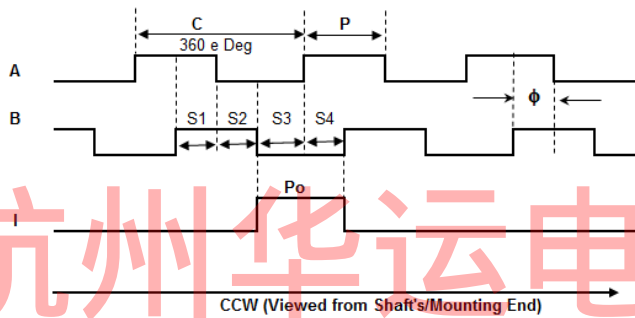 C
P
360 e Deg
A
ϕ
B
S1 S2 S3 S4
Po
I
杭州华运电
CCW (Viewed from Shaft's/Mounting End)